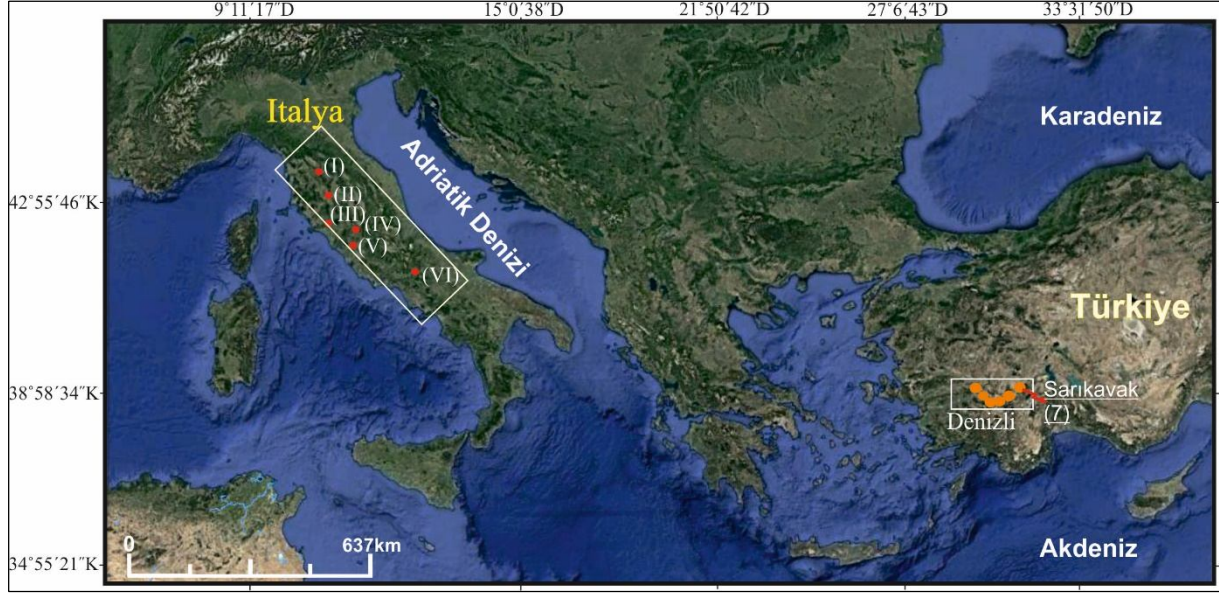 9°11′17″D 15°0′38″D 21°50′42″D 27°6′43″D 33°31′50″D
Karadeniz
Italya
Adriatik Denizi
(I)
(II)
42°55′46″K
(III)
(IV)
(V)
(VI)
Türkiye
38°58′34″K
Sarıkavak
(7)
Denizli
0 637km
Akdeniz
34°55′21″K